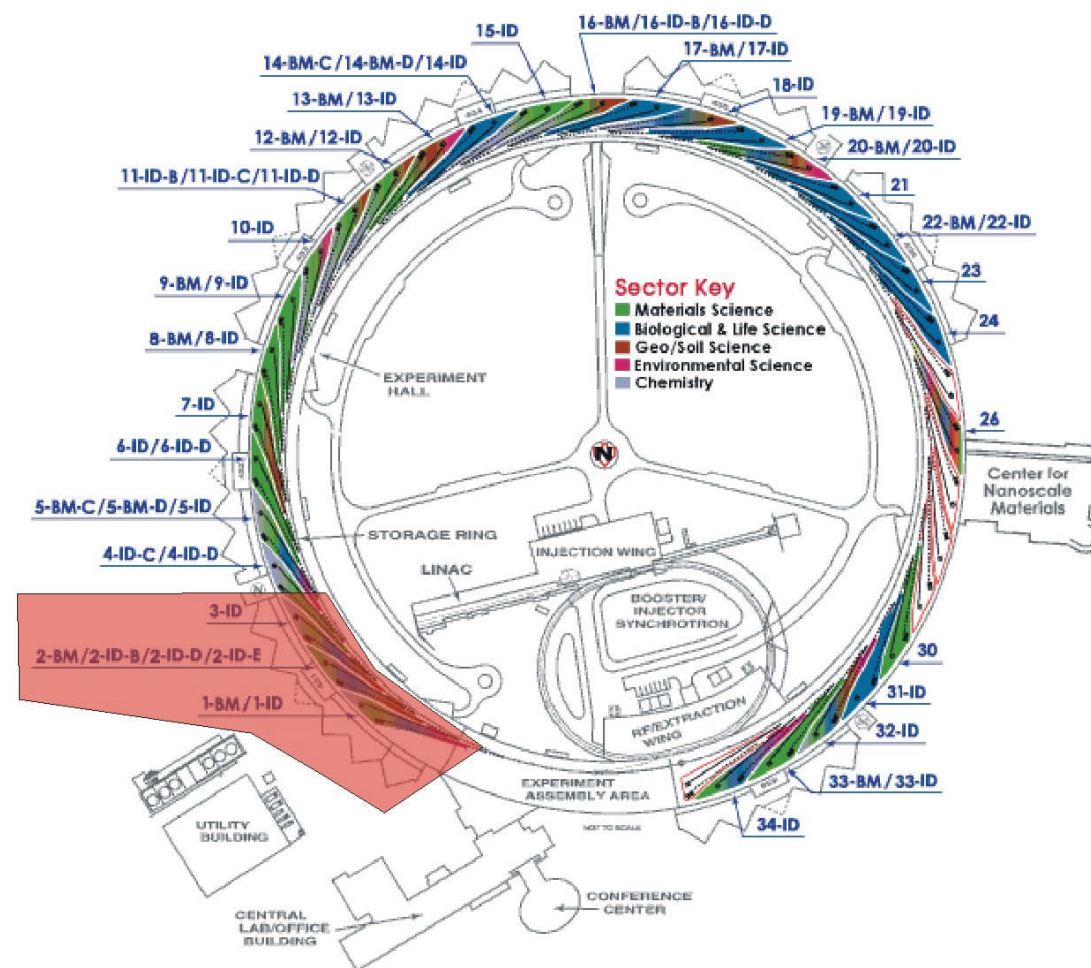 16-BM/16-ID-B/16-ID-D
15-ID
17-BM/17-ID
14-BM-C/14-BM-D/14-ID
18-ID
13-BM/13-ID
19-BM/19-ID
12-BM/12-ID
20-BM/20-ID
11-ID-B/11-ID-C/11-ID-D
21
10-ID
22-BM/22-ID
9-BM/9-ID
23
Sector Key
Materials Science
Biological & Life Science
Geo/Soil Science
Environmental Science
Chemistry
24
8-BM/8-ID
EXPERIMENT
HALL
7-ID
26
6-ID/6-ID-D
N
Center for
Nanoscale
Materials
5-BM-C/5-BM-D/5-ID
STORAGE RING
INJECTION WING
4-ID-C/4-ID-D
LINAC
BOOSTER/
INJECTOR
SYNCHROTRON
3-ID
2-BM/2-ID-B/2-ID-D/2-ID-E
30
1-BM/1-ID
31-ID
RF/EXTRACTION
WING
32-ID
EXPERIMENT
ASSEMBLY AREA
33-BM/33-ID
NOT TO SCALE
34-ID
UTILITY
BUILDING
CONFERENCE
CENTER
CENTRAL
LAB/OFFICE
BUILDING